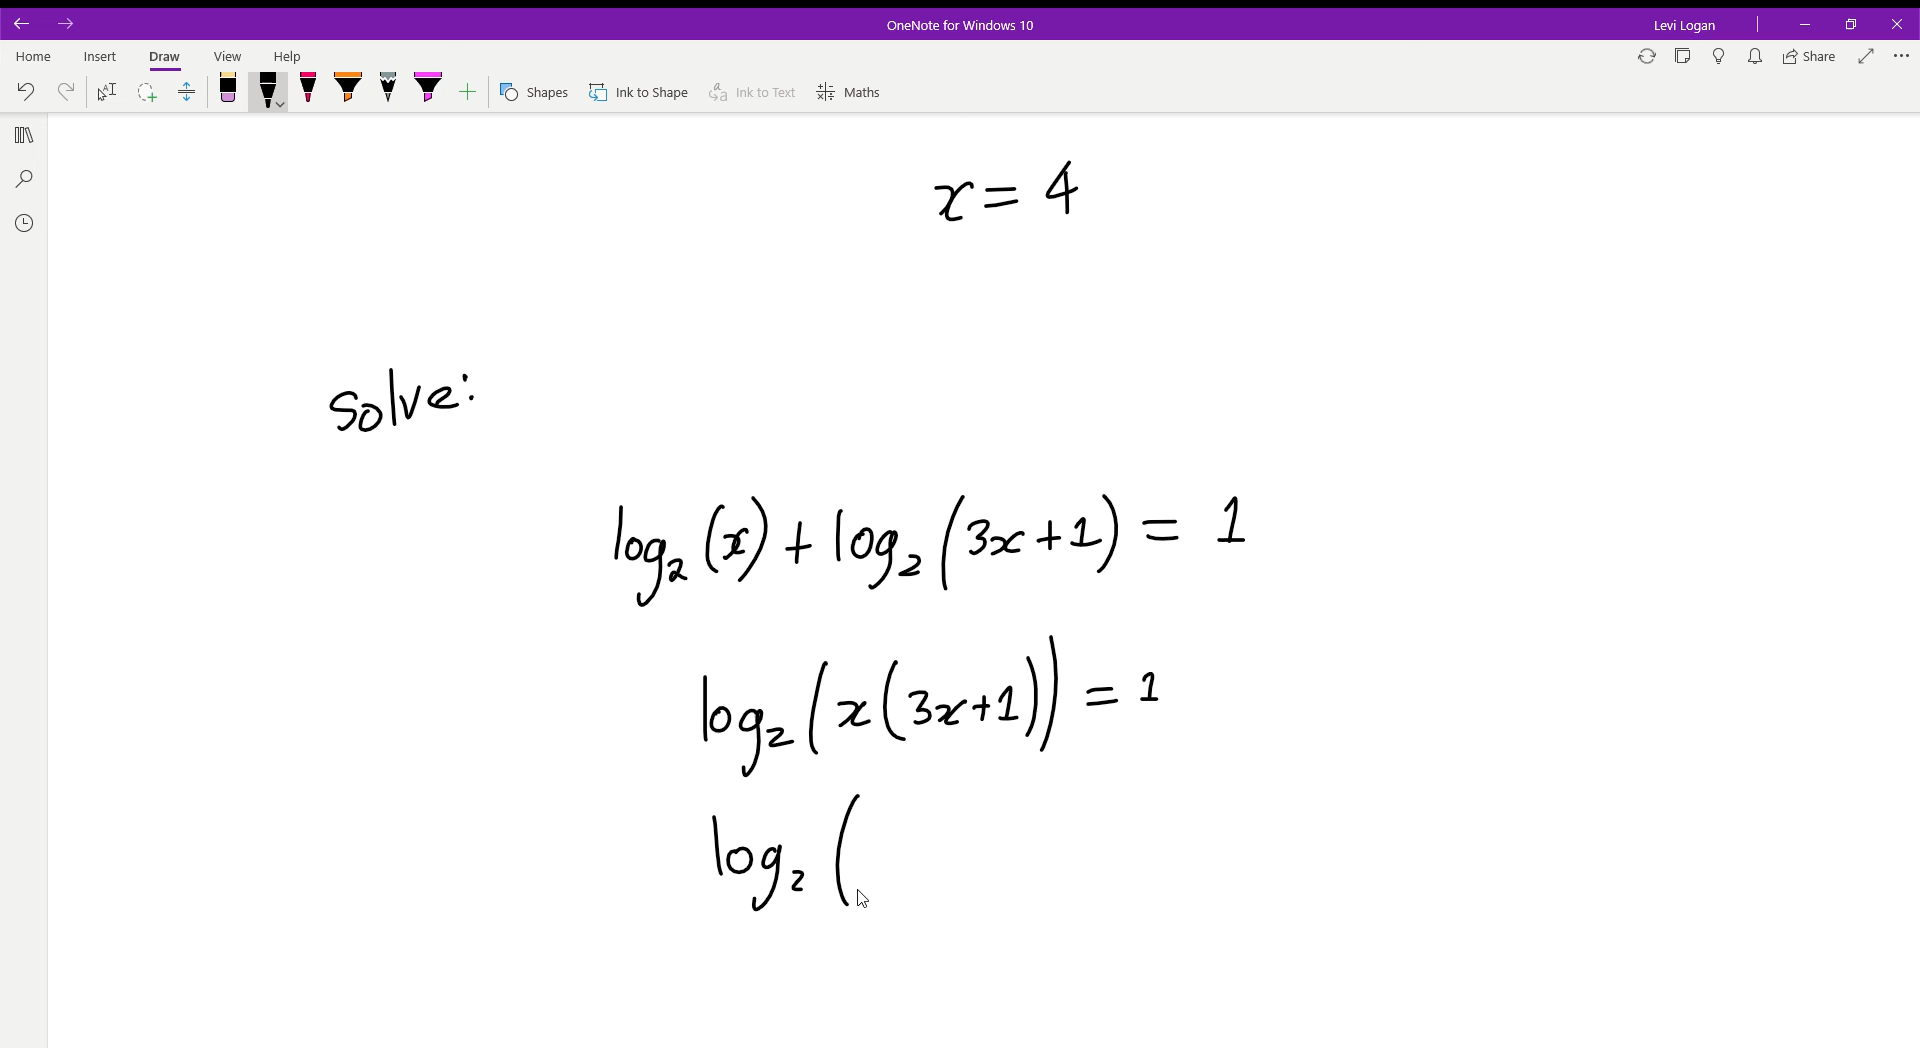 OneNote for Windows 10
Levi Logan
Home Insert Draw View Help
Share
Shapes Ink to Shape Ink to Text Maths
x = 4
solve:
log₂(x) + log₂(3x+1) = 1
log₂(x(3x+1)) = 1
log₂(